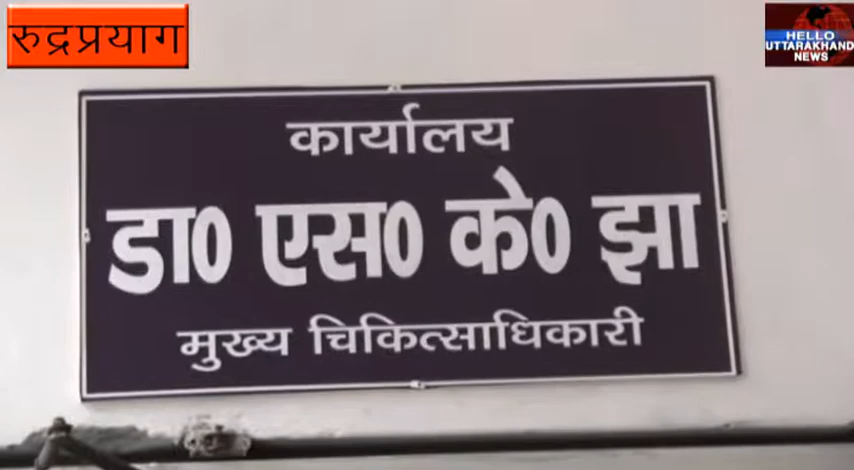 रुद्रप्रयाग
HELLO
UTTARAKHAND
NEWS
कार्यालय
डा0 एस0 के0 झा
मुख्य चिकित्साधिकारी